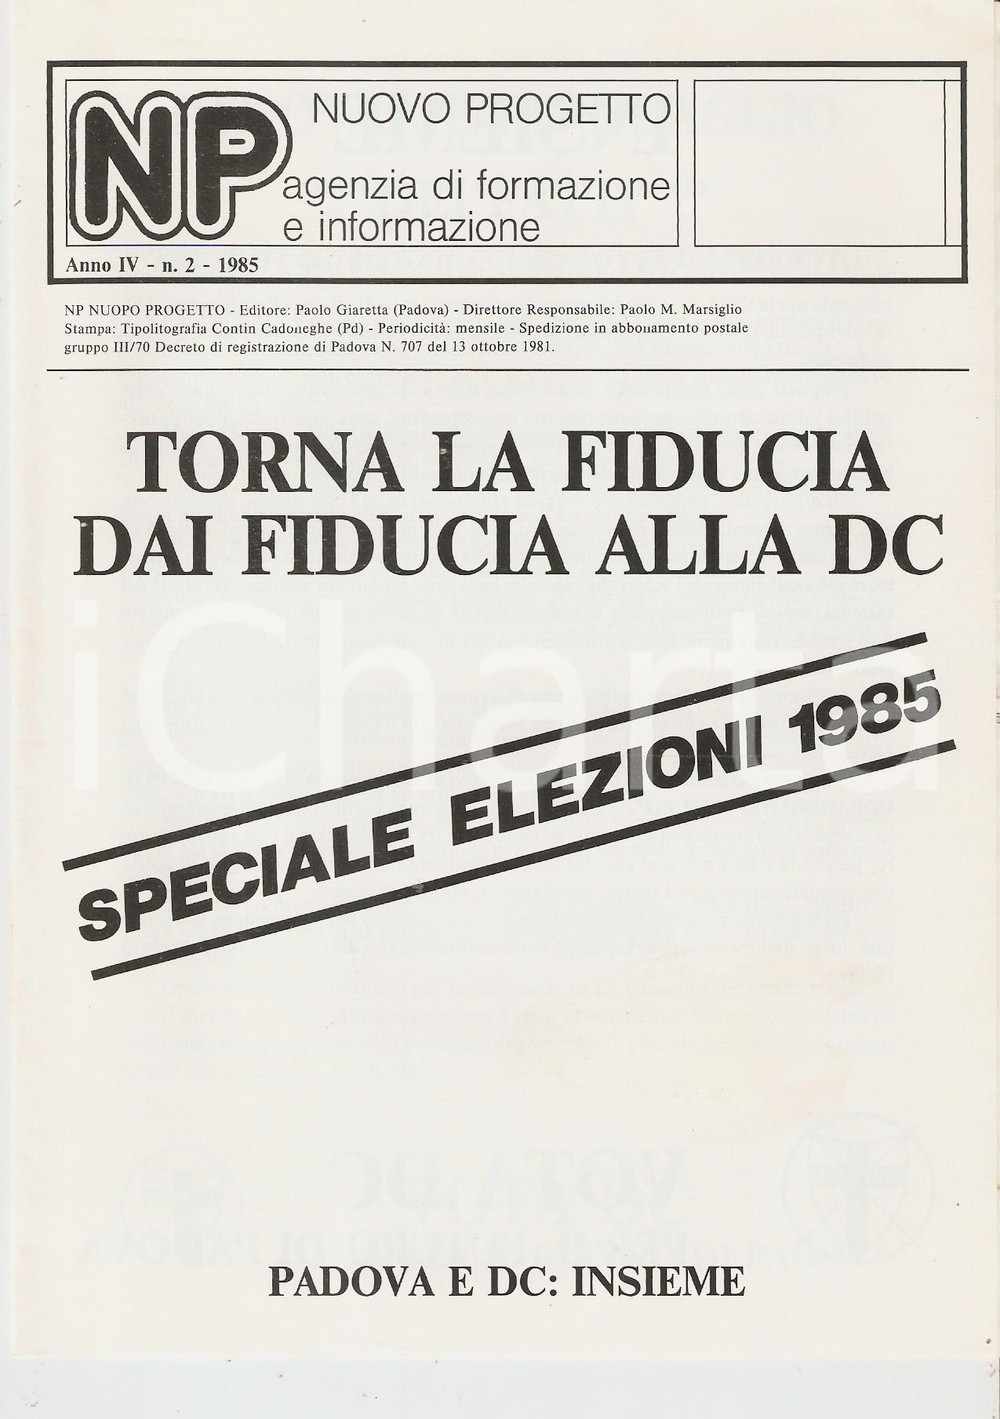 NP
NUOVO PROGETTO
agenzia di formazione
e informazione
Anno IV - n. 2 - 1985
NP NUOPO PROGETTO - Editore: Paolo Giaretta (Padova) - Direttore Responsabile: Paolo M. Marsiglio
Stampa: Tipolitografia Contin Cadoneghe (Pd) - Periodicità: mensile - Spedizione in abbonamento postale
gruppo III/70 Decreto di registrazione di Padova N. 707 del 13 ottobre 1981.
TORNA LA FIDUCIA
DAI FIDUCIA ALLA DC
iCharta
SPECIALE ELEZIONI 1985
VOTA DC
PADOVA E DC: INSIEME